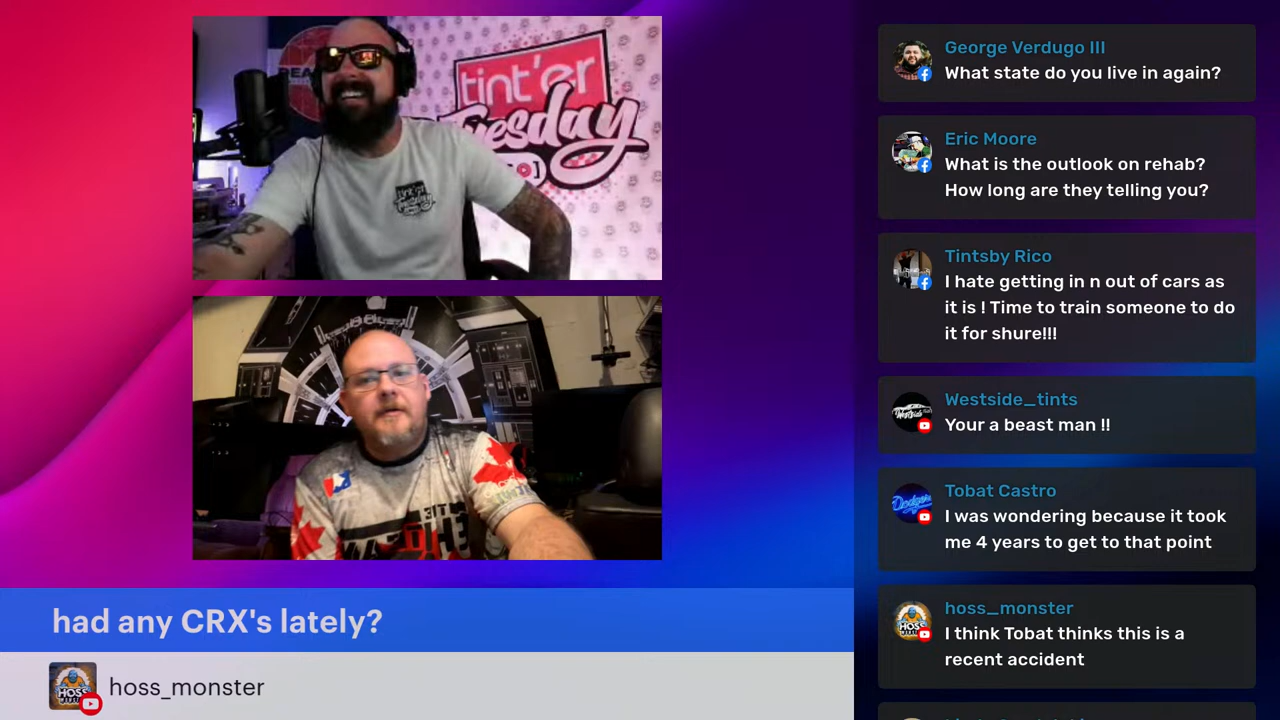 tint'er
Tuesday
had any CRX's lately?
hoss_monster
George Verdugo III
What state do you live in again?
Eric Moore
What is the outlook on rehab?
How long are they telling you?
Tintsby Rico
I hate getting in n out of cars as
it is ! Time to train someone to do
it for shure!!!
Westside_tints
Your a beast man !!
Tobat Castro
I was wondering because it took
me 4 years to get to that point
hoss_monster
I think Tobat thinks this is a
recent accident